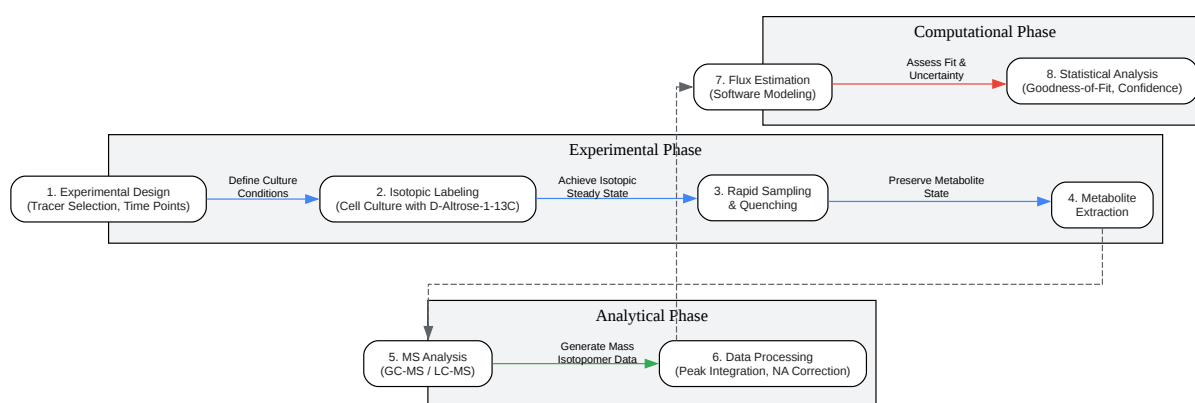 Computational Phase
7. Flux Estimation
(Software Modeling)
Assess Fit &
Uncertainty
8. Statistical Analysis
(Goodness-of-Fit, Confidence)
Experimental Phase
1. Experimental Design
(Tracer Selection, Time Points)
Define Culture
Conditions
2. Isotopic Labeling
(Cell Culture with D-Altrose-1-13C)
Achieve Isotopic
Steady State
3. Rapid Sampling
& Quenching
Preserve Metabolite
State
4. Metabolite
Extraction
Analytical Phase
5. MS Analysis
(GC-MS / LC-MS)
Generate Mass
Isotopomer Data
6. Data Processing
(Peak Integration, NA Correction)